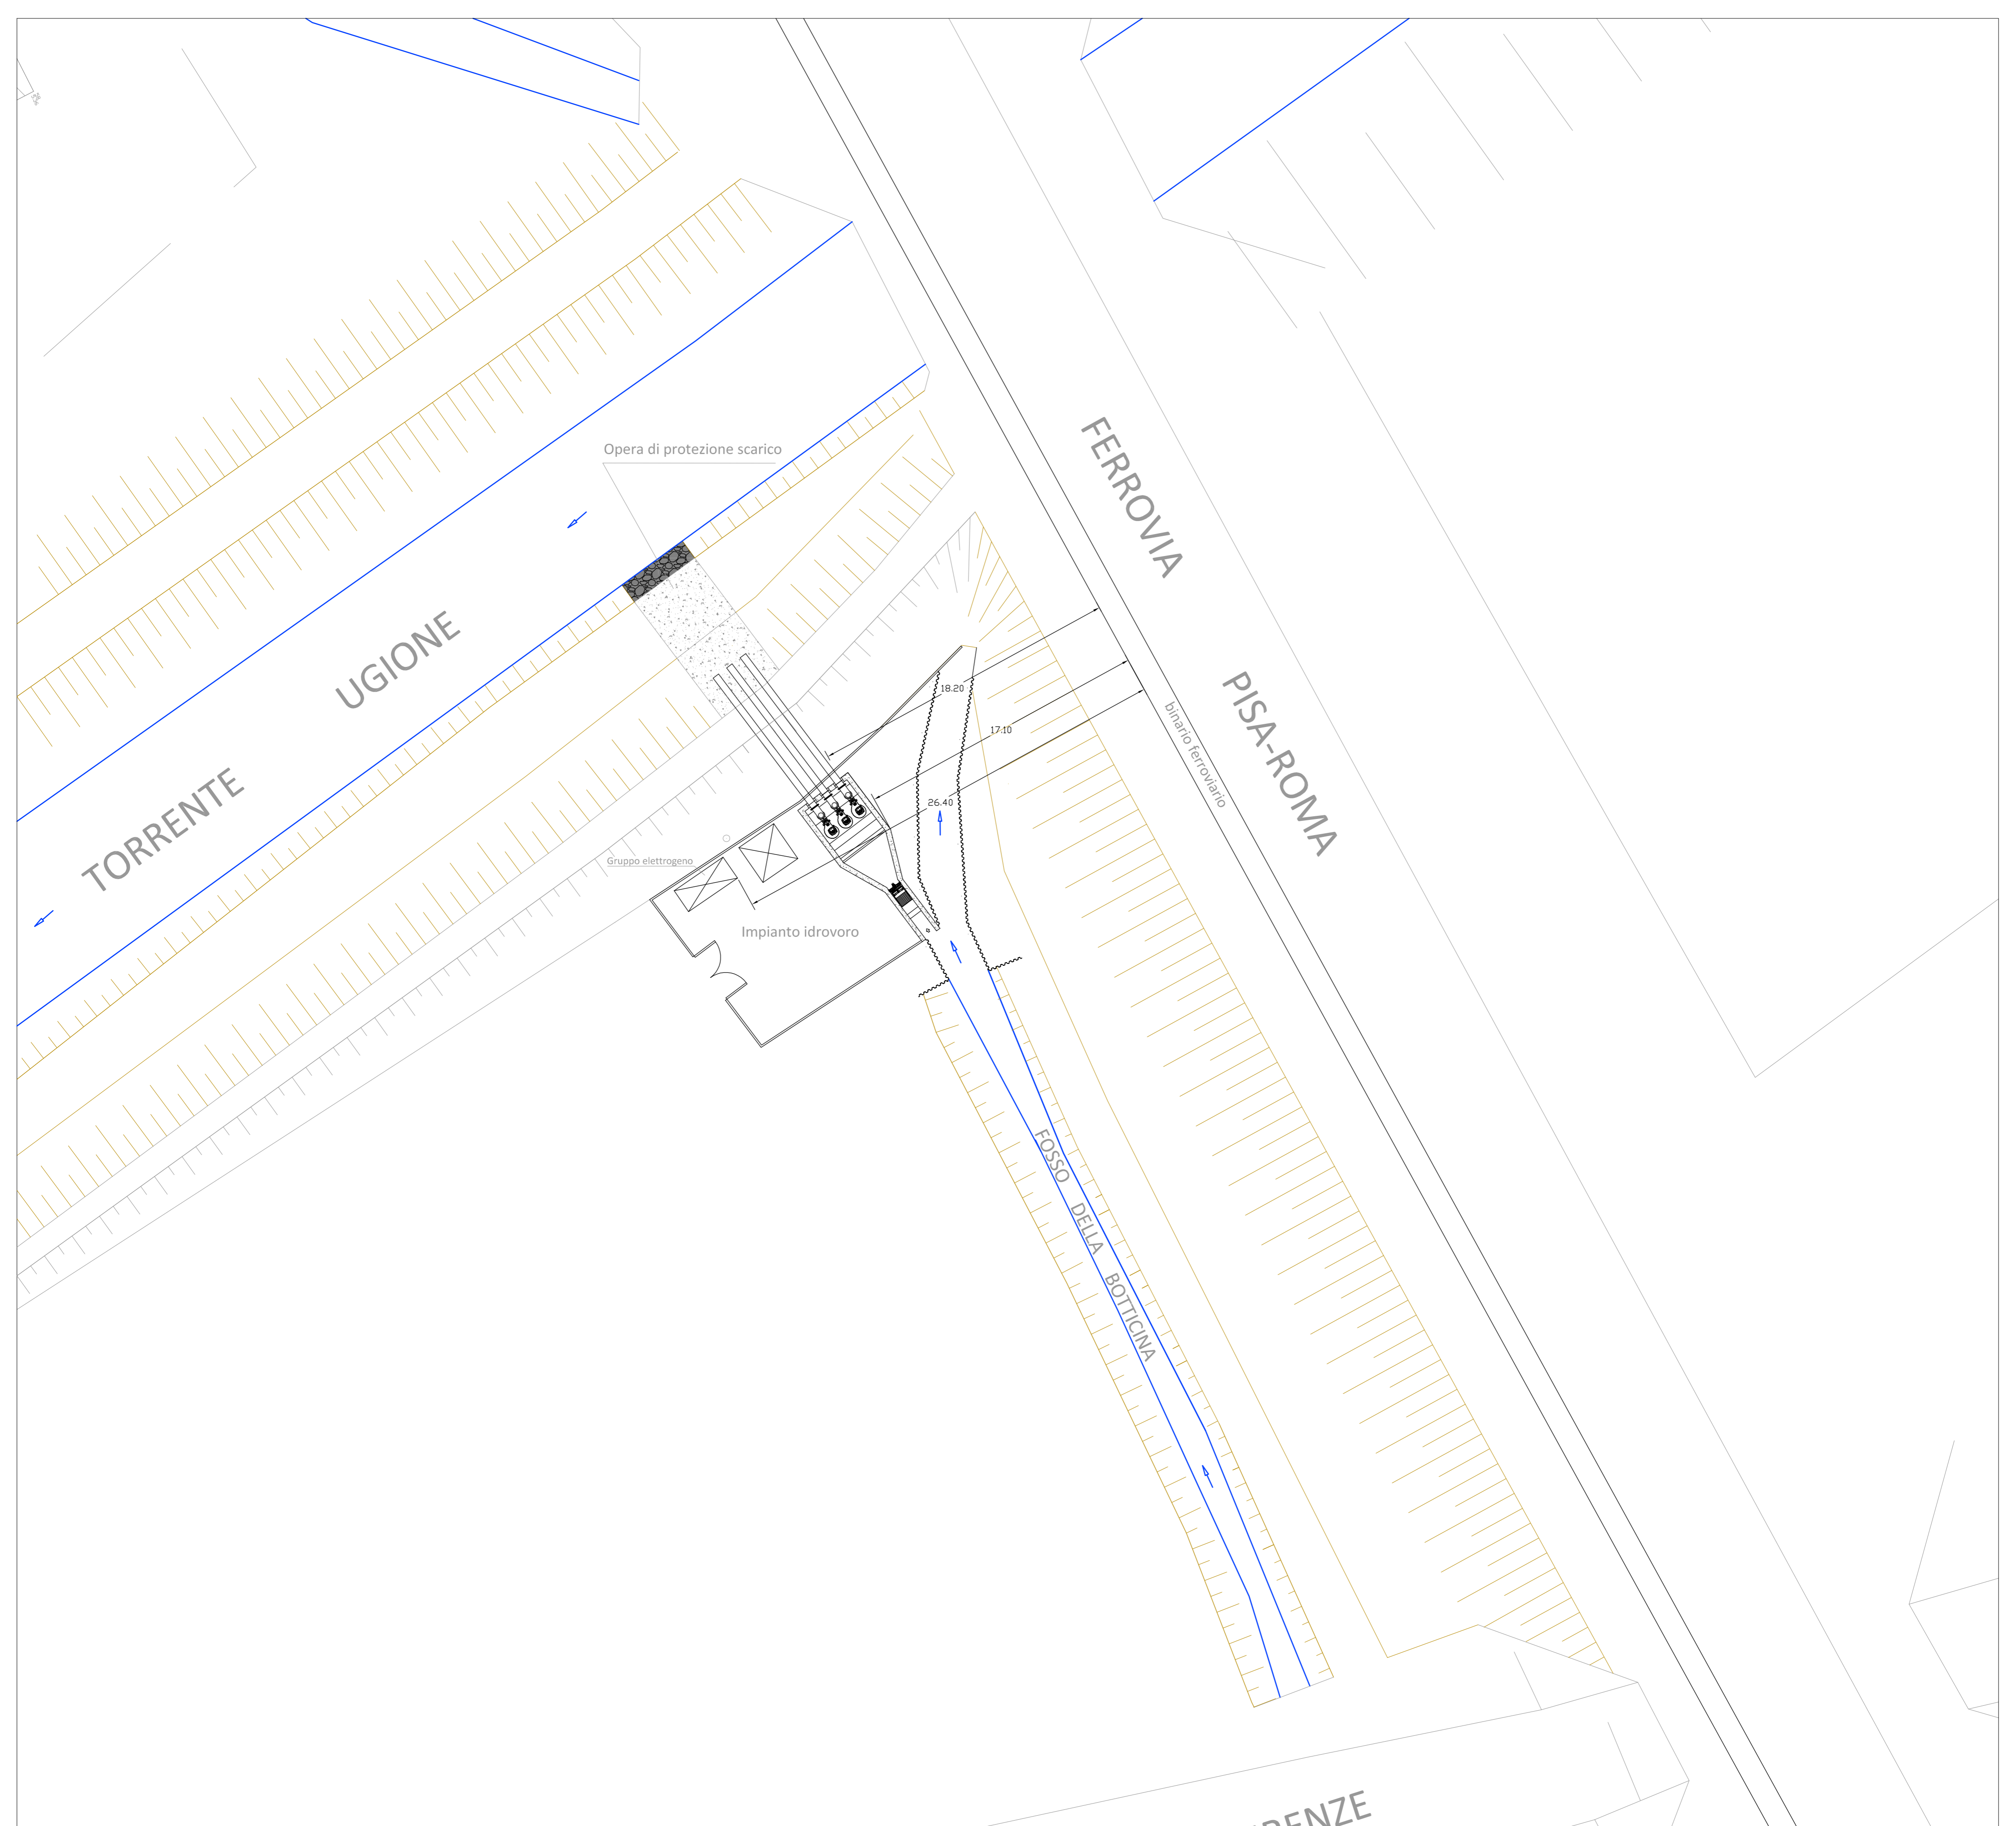 Opera di protezione scarico
FERROVIA
PISA-ROMA
TORRENTE
UGIONE
18.20
17.10
binario ferroviario
26.40
Gruppo elettrogeno
Impianto idrovoro
FOSSO DELLA BOTTICINA